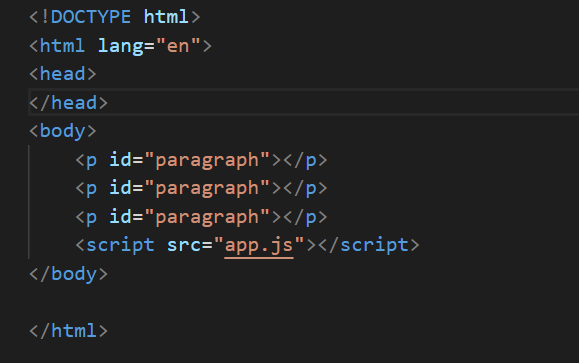 <!DOCTYPE html>
<html lang="en">
<head>
</head>
<body>
    <p id="paragraph"></p>
    <p id="paragraph"></p>
    <p id="paragraph"></p>
    <script src="app.js"></script>
</body>

</html>